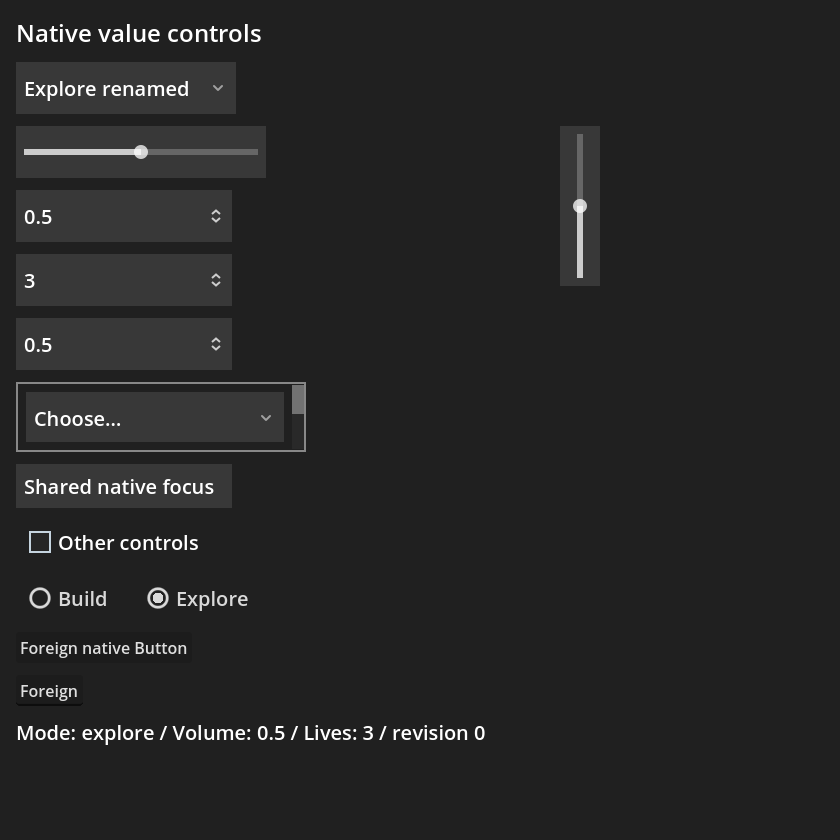 Native value controls
Explore renamed
0.5
3
0.5
Choose...
Shared native focus
Other controls
Build Explore
Foreign native Button
Foreign
Mode: explore / Volume: 0.5 / Lives: 3 / revision 0